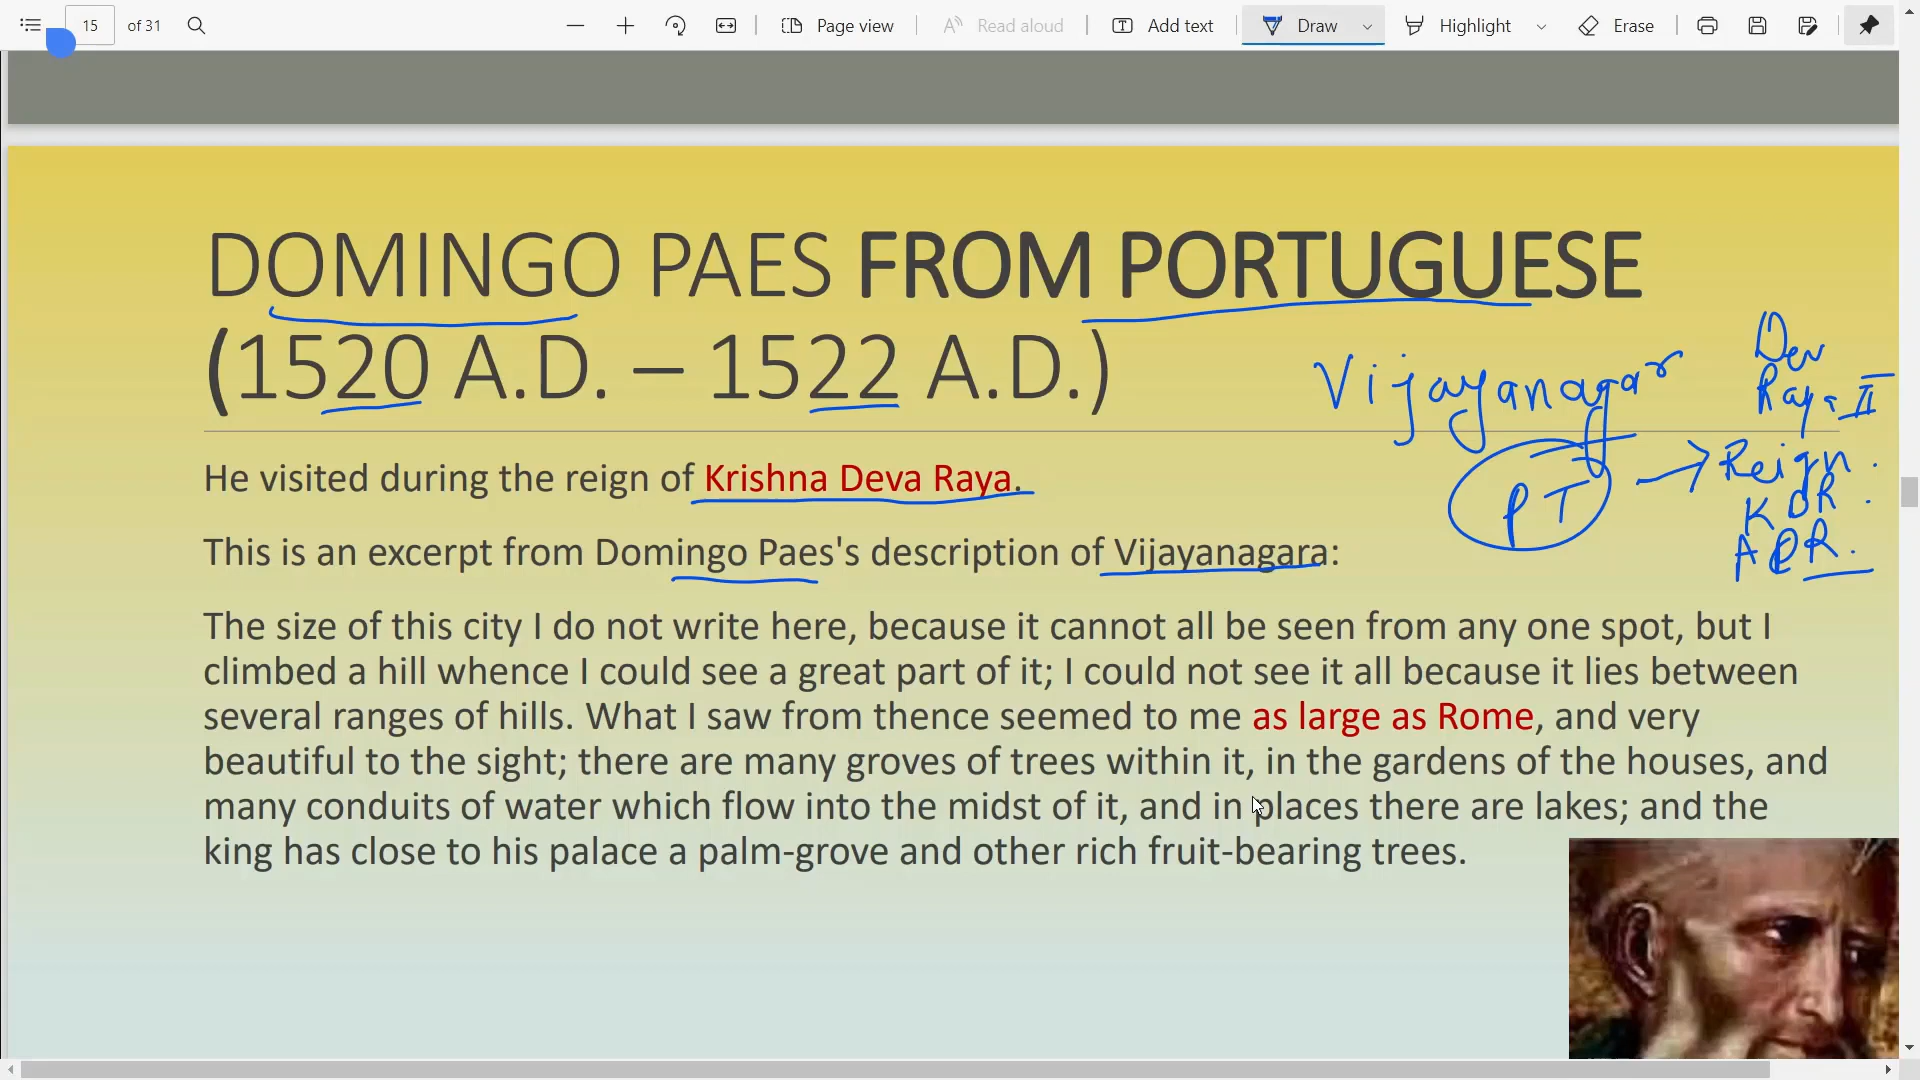 15 of 31 Page view Read aloud Add text Draw Highlight Erase
DOMINGO PAES FROM PORTUGUESE
(1520 A.D. – 1522 A.D.)
Vijayanagar
Dev
Raya II
PT
Reign.
KDR.
He visited during the reign of Krishna Deva Raya.
This is an excerpt from Domingo Paes's description of Vijayanagara:
The size of this city I do not write here, because it cannot all be seen from any one spot, but I
climbed a hill whence I could see a great part of it; I could not see it all because it lies between
several ranges of hills. What I saw from thence seemed to me as large as Rome, and very
beautiful to the sight; there are many groves of trees within it, in the gardens of the houses, and
many conduits of water which flow into the midst of it, and in places there are lakes; and the
king has close to his palace a palm-grove and other rich fruit-bearing trees.